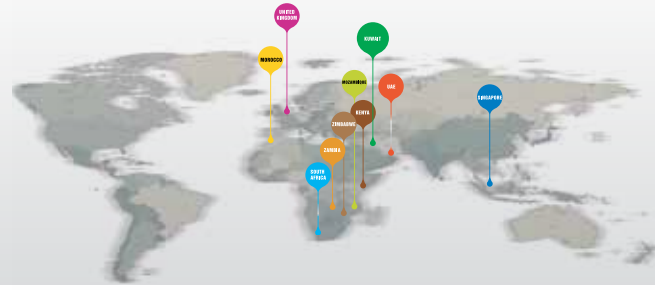 UNITED
KINGDOM
KUWAIT
MOROCCO
MOZAMBIQUE
UAE
SINGAPORE
KENYA
ZIMBABWE
ZAMBIA
SOUTH
AFRICA